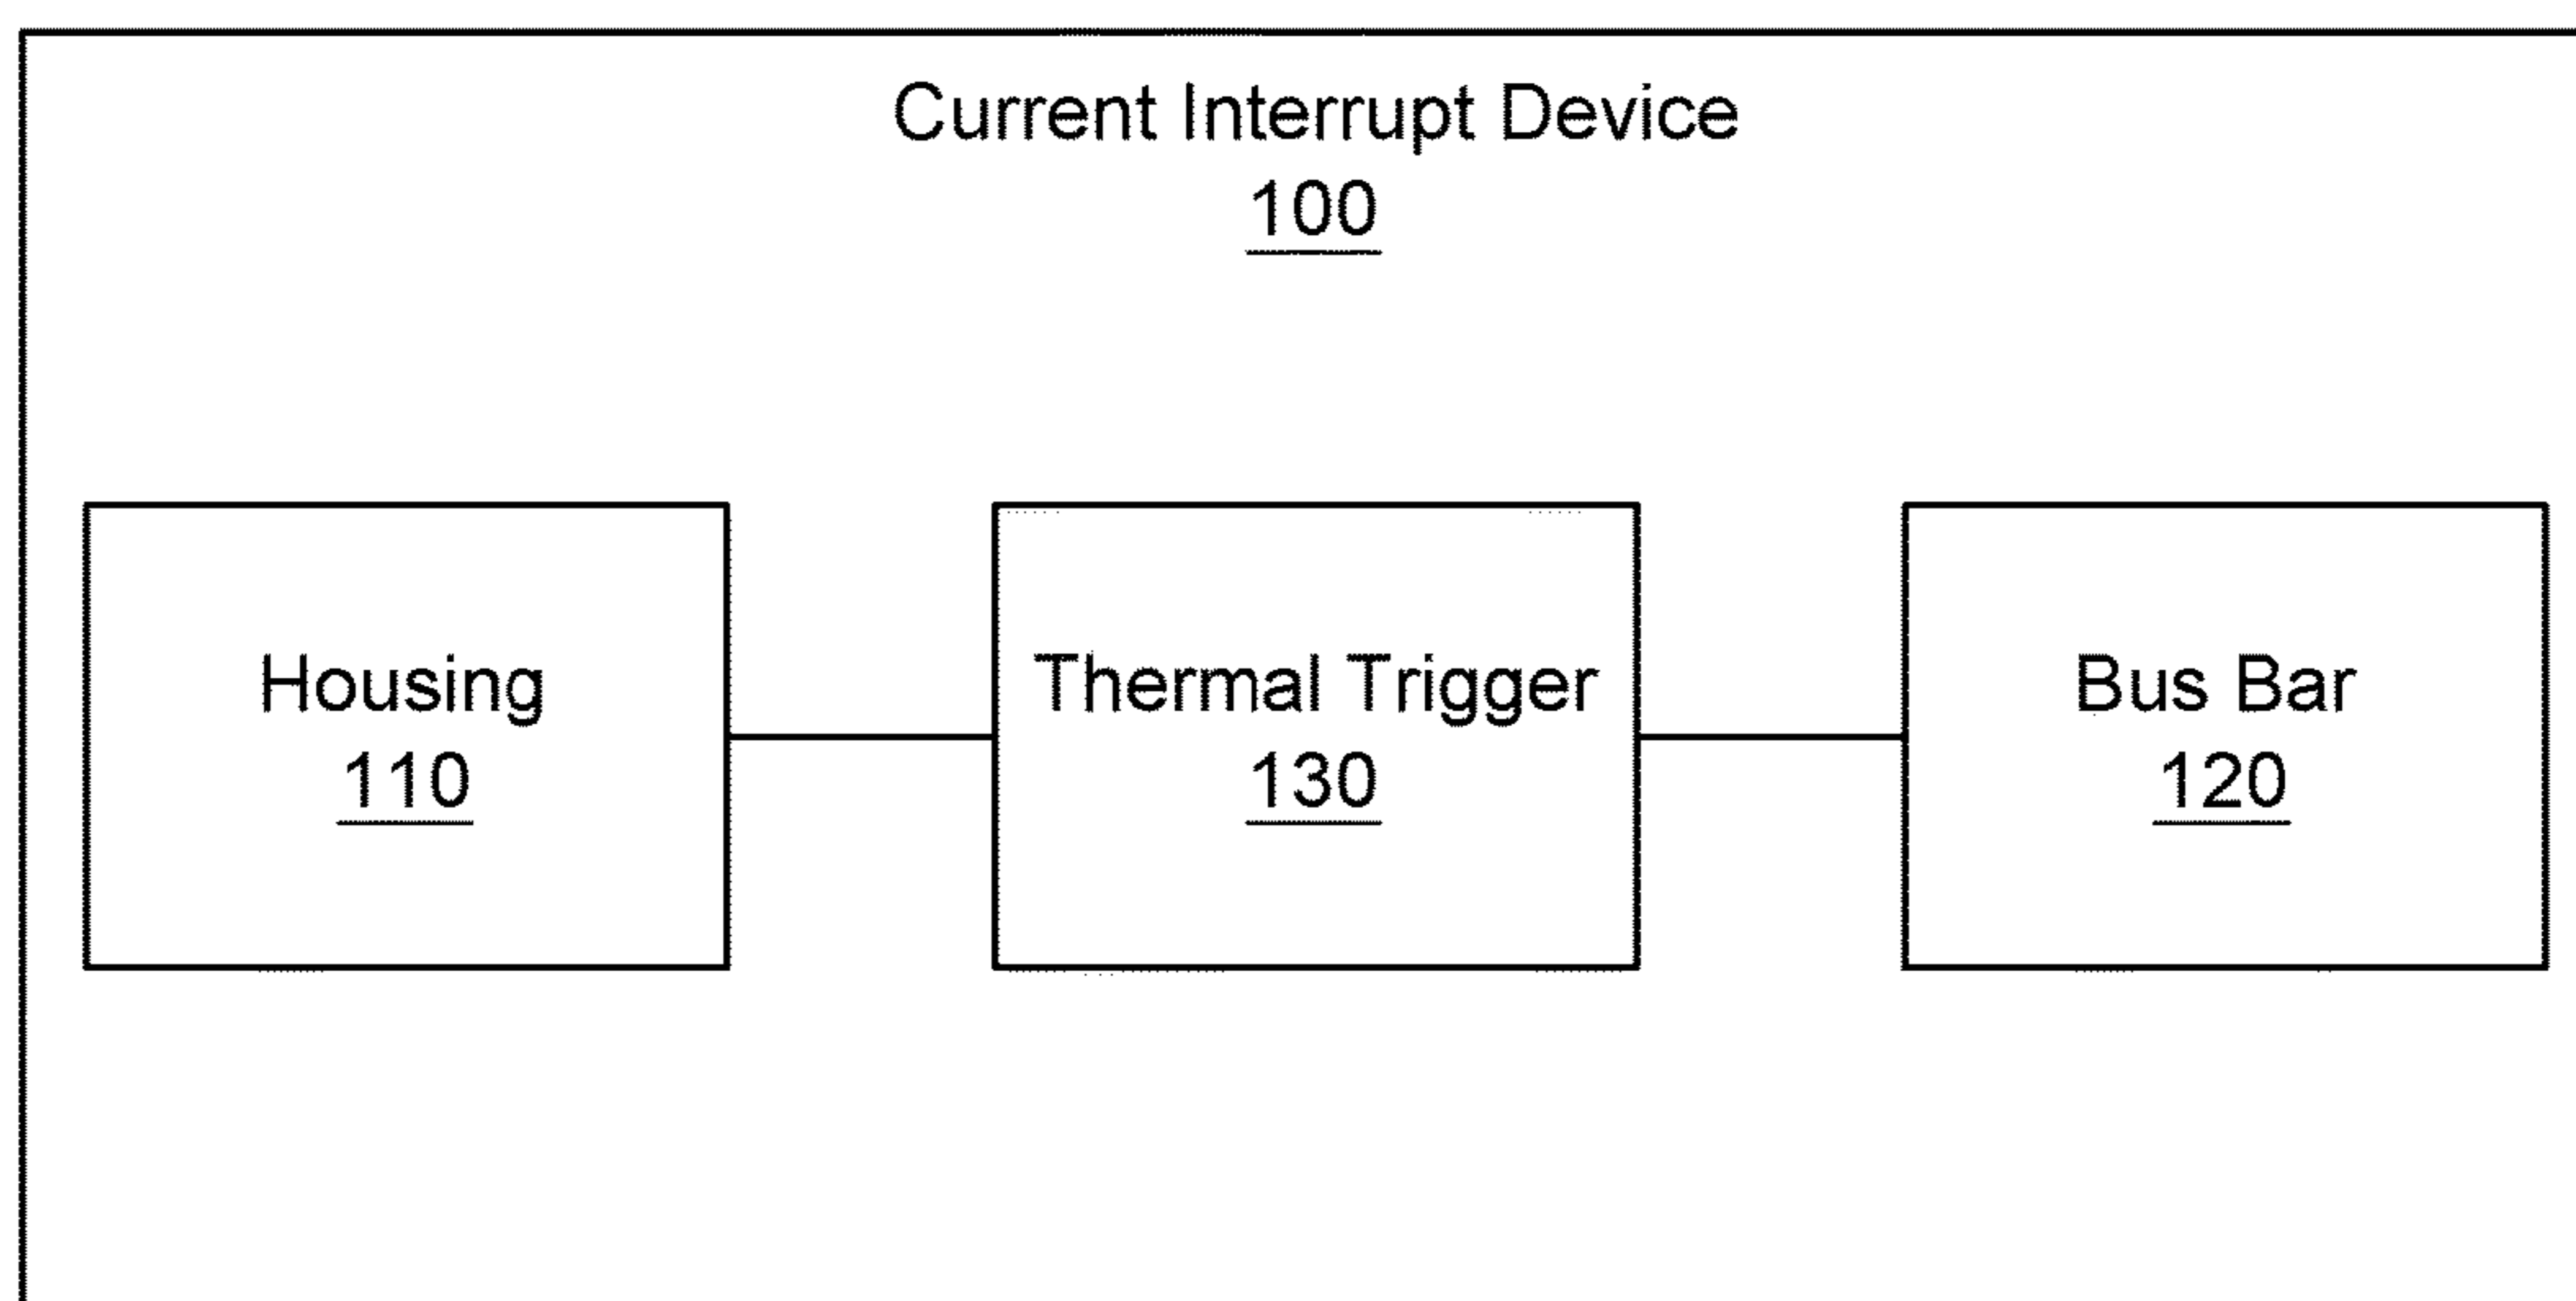 Current Interrupt Device
100
Housing
110
Thermal Trigger
130
Bus Bar
120